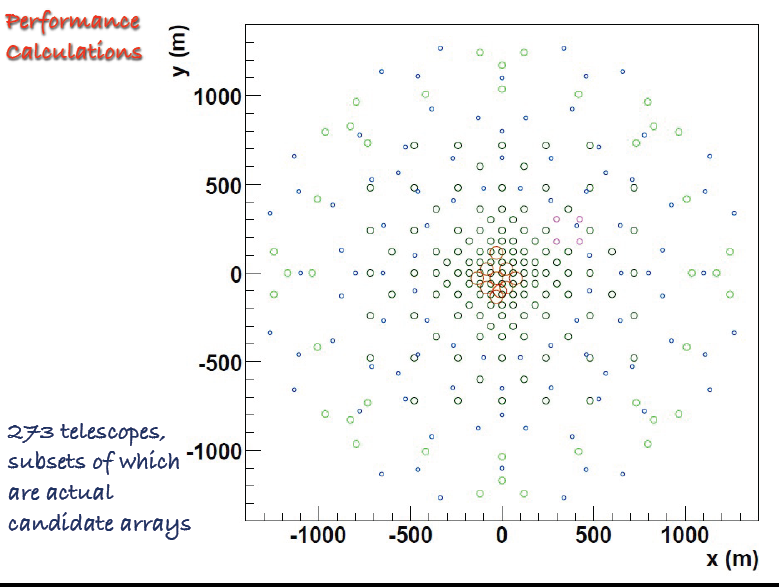 Performance
Calculations
y (m)
1000
500
0
-500
-1000
-1000 -500 0 500 1000
x (m)
273 telescopes,
subsets of which
are actual
candidate arrays